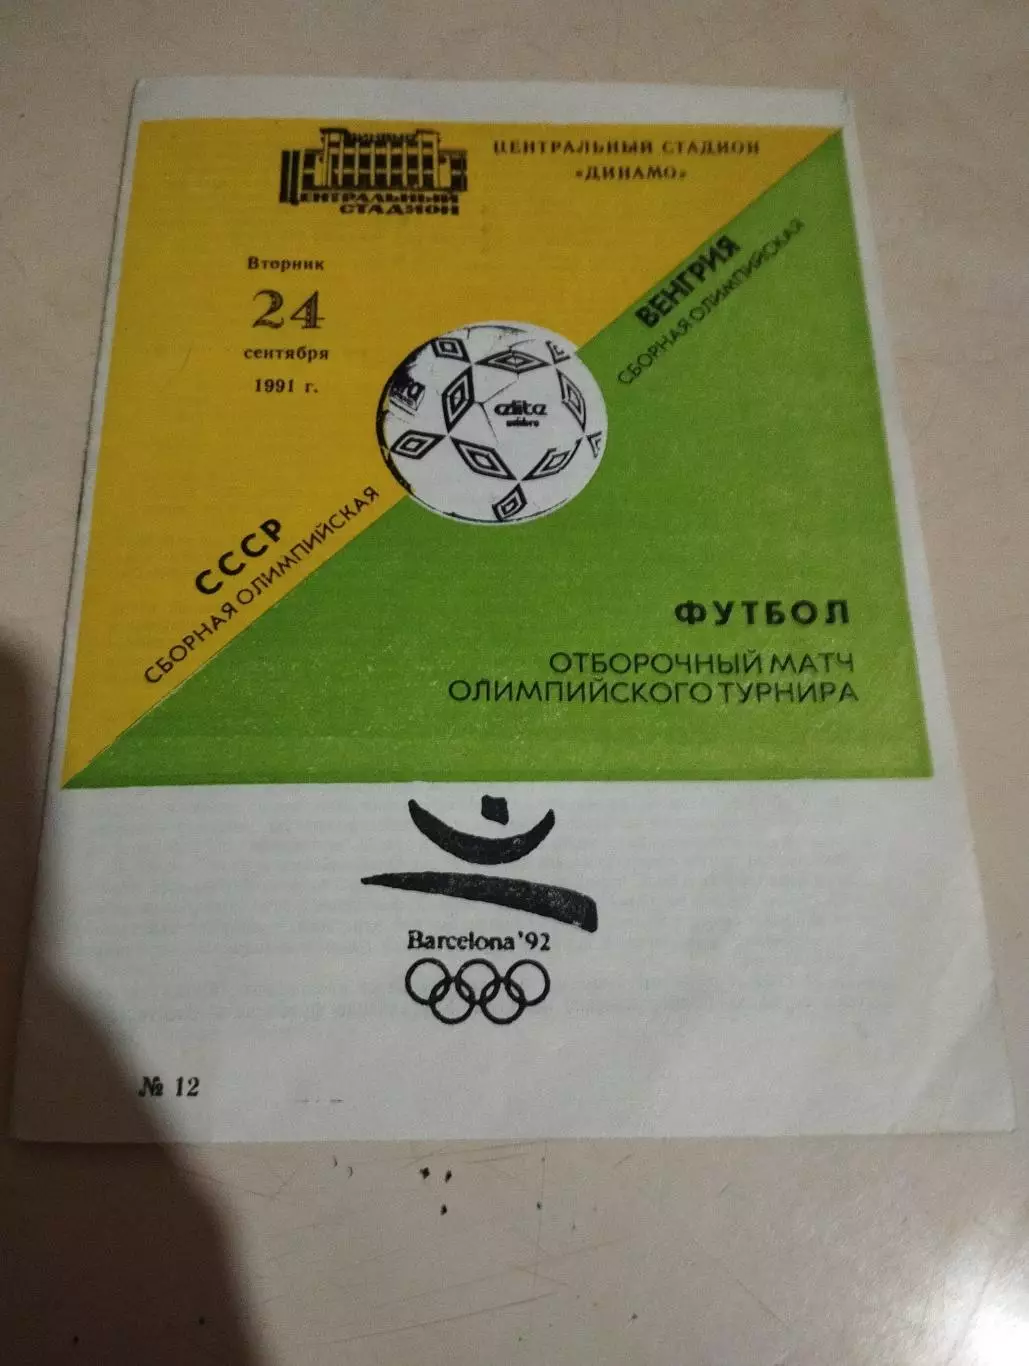 ЦЕНТРАЛЬНЫЙ
СТАДИОН
ЦЕНТРАЛЬНЫЙ СТАДИОН
«ДИНАМО»
Вторник
24
сентября
1991 г.
ВЕНГРИЯ
СБОРНАЯ ОЛИМПИЙСКАЯ
alita
СССР
СБОРНАЯ ОЛИМПИЙСКАЯ
ФУТБОЛ
ОТБОРОЧНЫЙ МАТЧ
ОЛИМПИЙСКОГО ТУРНИРА
Barcelona '92
№ 12